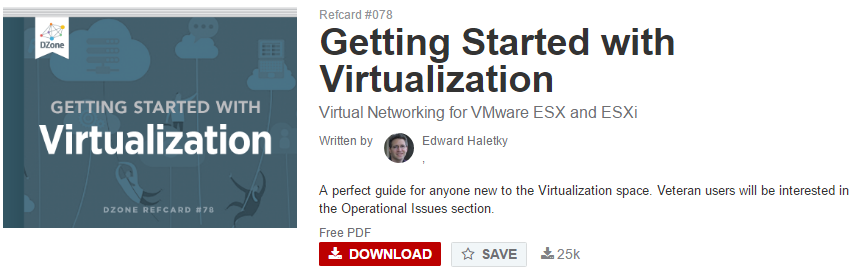 DZone
GETTING STARTED WITH
Virtualization
DZONE REFCARD #78
Refcard #078
Getting Started with
Virtualization
Virtual Networking for VMware ESX and ESXi
Written by
Edward Haletky
,
A perfect guide for anyone new to the Virtualization space. Veteran users will be interested in
the Operational Issues section.
Free PDF
DOWNLOAD SAVE 25k